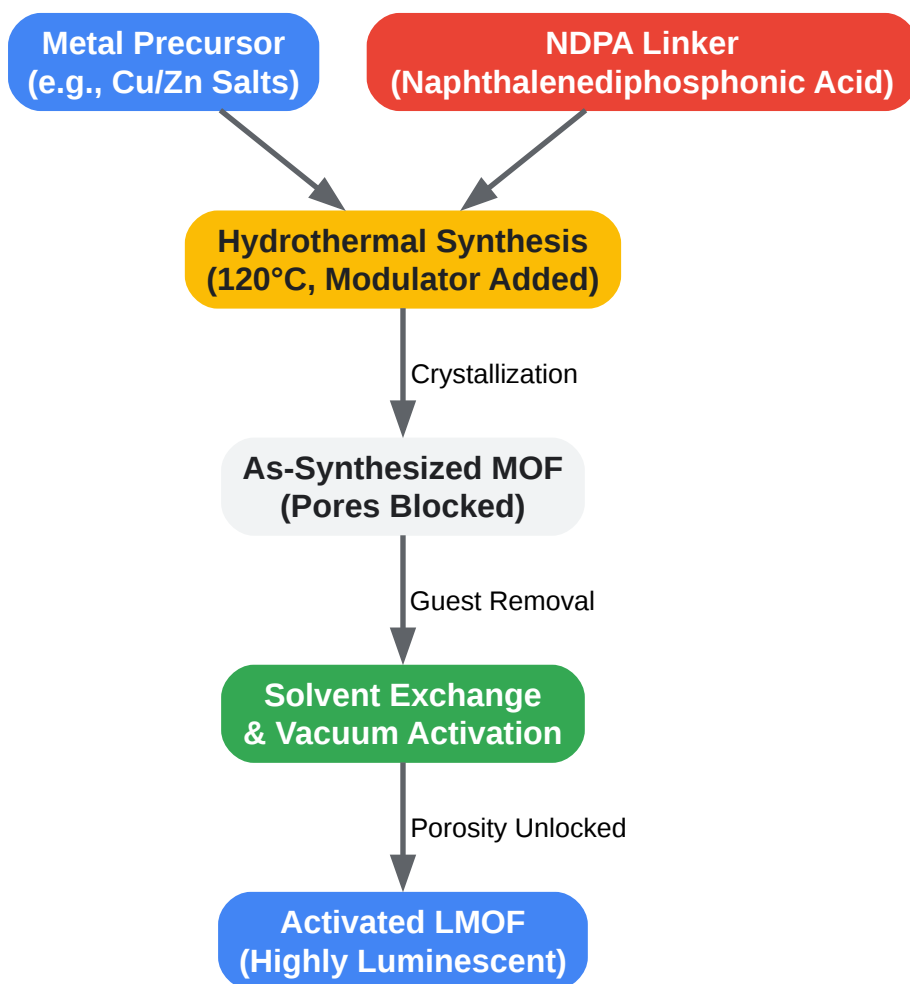 Metal Precursor
(e.g., Cu/Zn Salts)
NDPA Linker
(Naphthalenediphosphonic Acid)
Hydrothermal Synthesis
(120°C, Modulator Added)
Crystallization
As-Synthesized MOF
(Pores Blocked)
Guest Removal
Solvent Exchange
& Vacuum Activation
Porosity Unlocked
Activated LMOF
(Highly Luminescent)